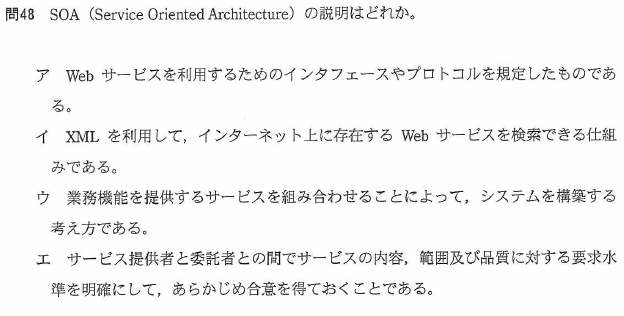 問48 SOA（Service Oriented Architecture）の説明はどれか。
ア Web サービスを利用するためのインタフェースやプロトコルを規定したものであ
る。
イ XML を利用して，インターネット上に存在する Web サービスを検索できる仕組
みである。
ウ 業務機能を提供するサービスを組み合わせることによって，システムを構築する
考え方である。
エ サービス提供者と委託者との間でサービスの内容，範囲及び品質に対する要求水
準を明確にして，あらかじめ合意を得ておくことである。